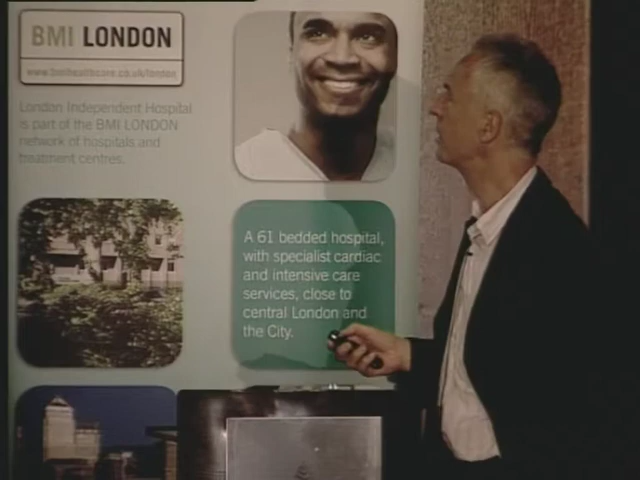 BMI LONDON
www.bmihealthcare.co.uk/london
London Independent Hospital
is part of the BMI LONDON
network of hospitals and
treatment centres.
A 61 bedded hospital,
with specialist cardiac
and intensive care
services, close to
central London and
the City.